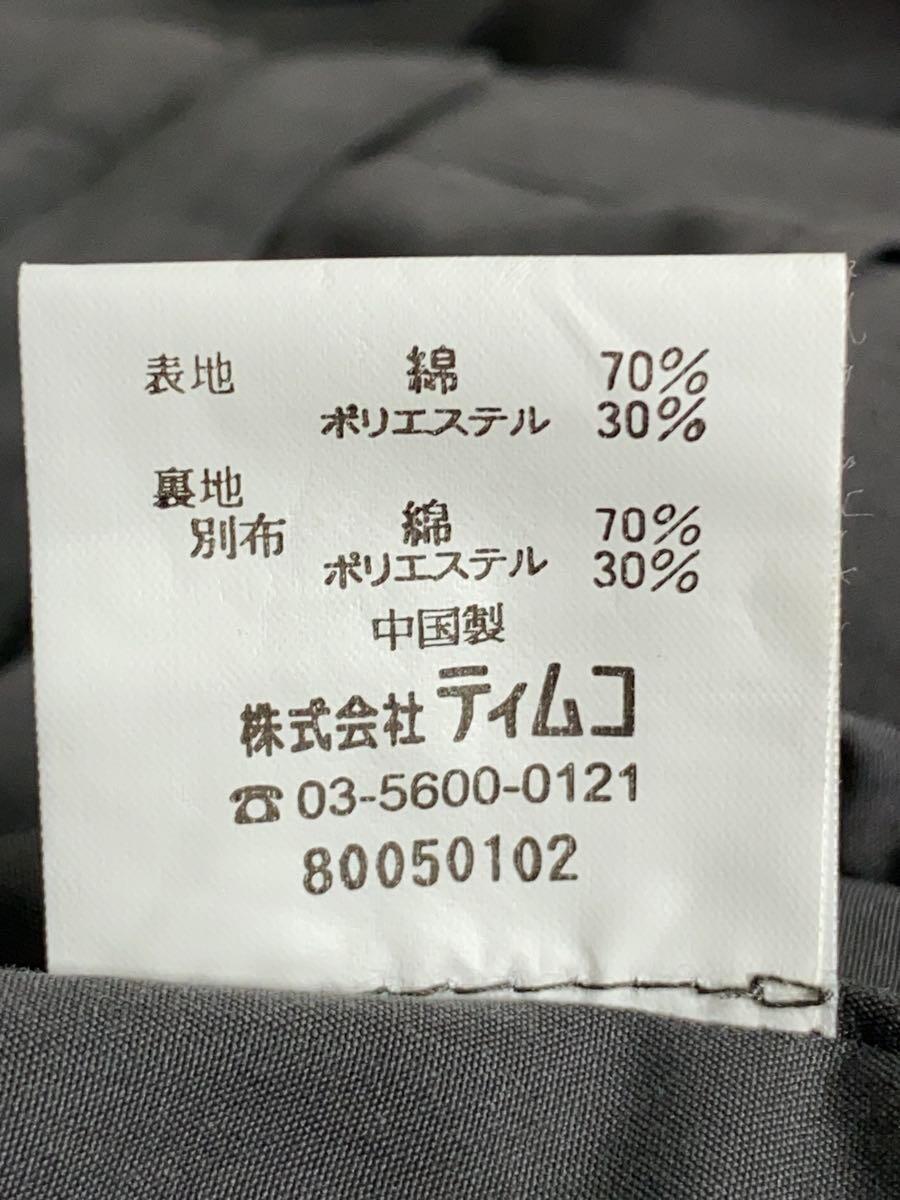 表地 綿 70%
ポリエステル 30%
裏地
別布 綿 70%
ポリエステル 30%
中国製
株式会社 ティムコ
☎ 03-5600-0121
80050102